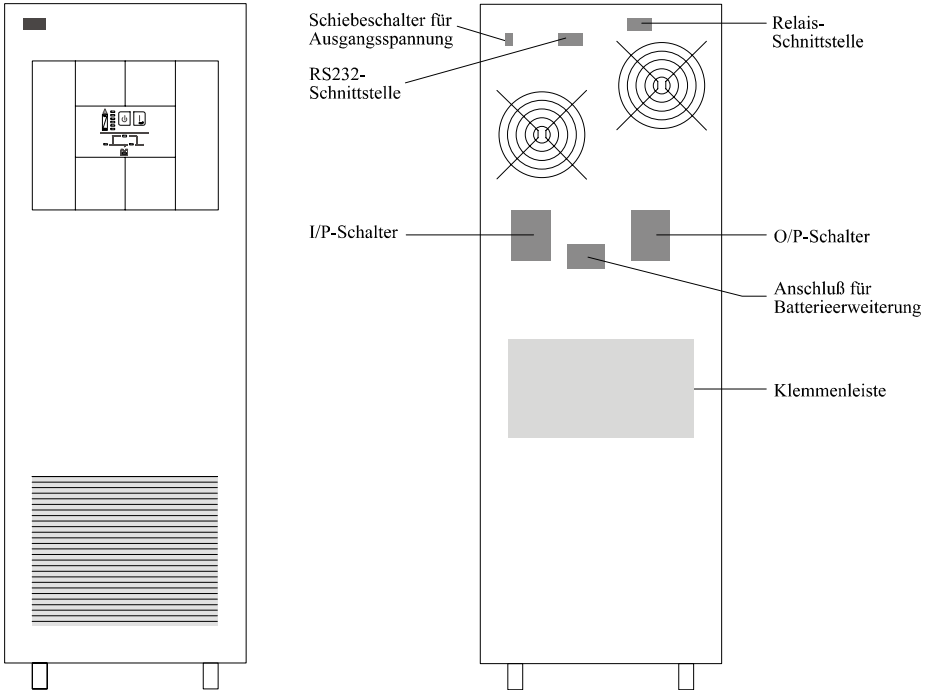 Schiebeschalter für
Ausgangsspannung
RS232-
Schnittstelle
Relais-
Schnittstelle
I/P-Schalter
O/P-Schalter
Anschluß für
Batterieerweiterung
Klemmenleiste